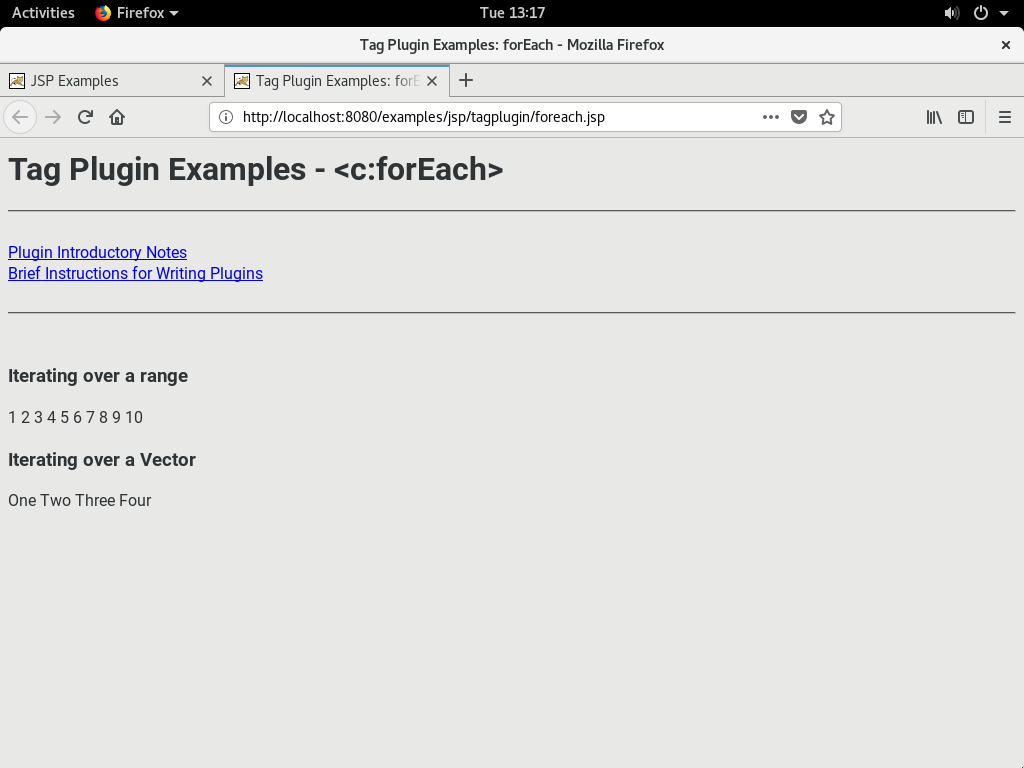 Activities Firefox Tue 13:17
Tag Plugin Examples: forEach - Mozilla Firefox
JSP Examples Tag Plugin Examples: forE
http://localhost:8080/examples/jsp/tagplugin/foreach.jsp
Tag Plugin Examples - <c:forEach>
Plugin Introductory Notes
Brief Instructions for Writing Plugins
Iterating over a range
1 2 3 4 5 6 7 8 9 10
Iterating over a Vector
One Two Three Four